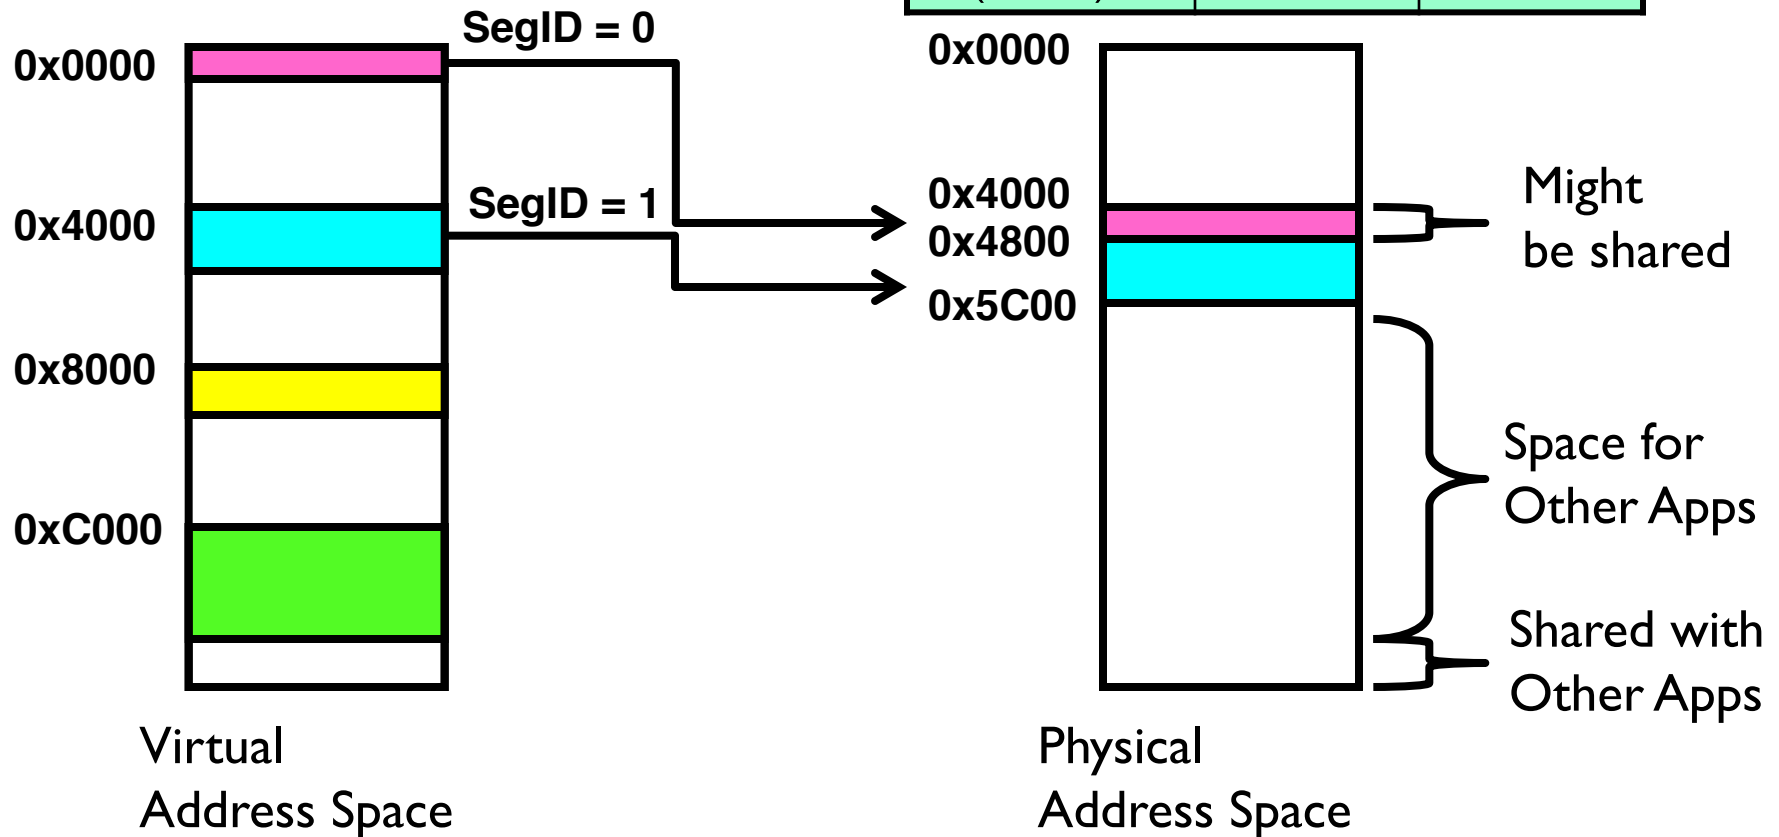 SegID = 0
0x0000
0x4000
SegID = 1
0x8000
0xC000
Virtual
Address Space
0x0000
0x4000
0x4800
0x5C00
Might
be shared
Space for
Other Apps
Shared with
Other Apps
Physical
Address Space